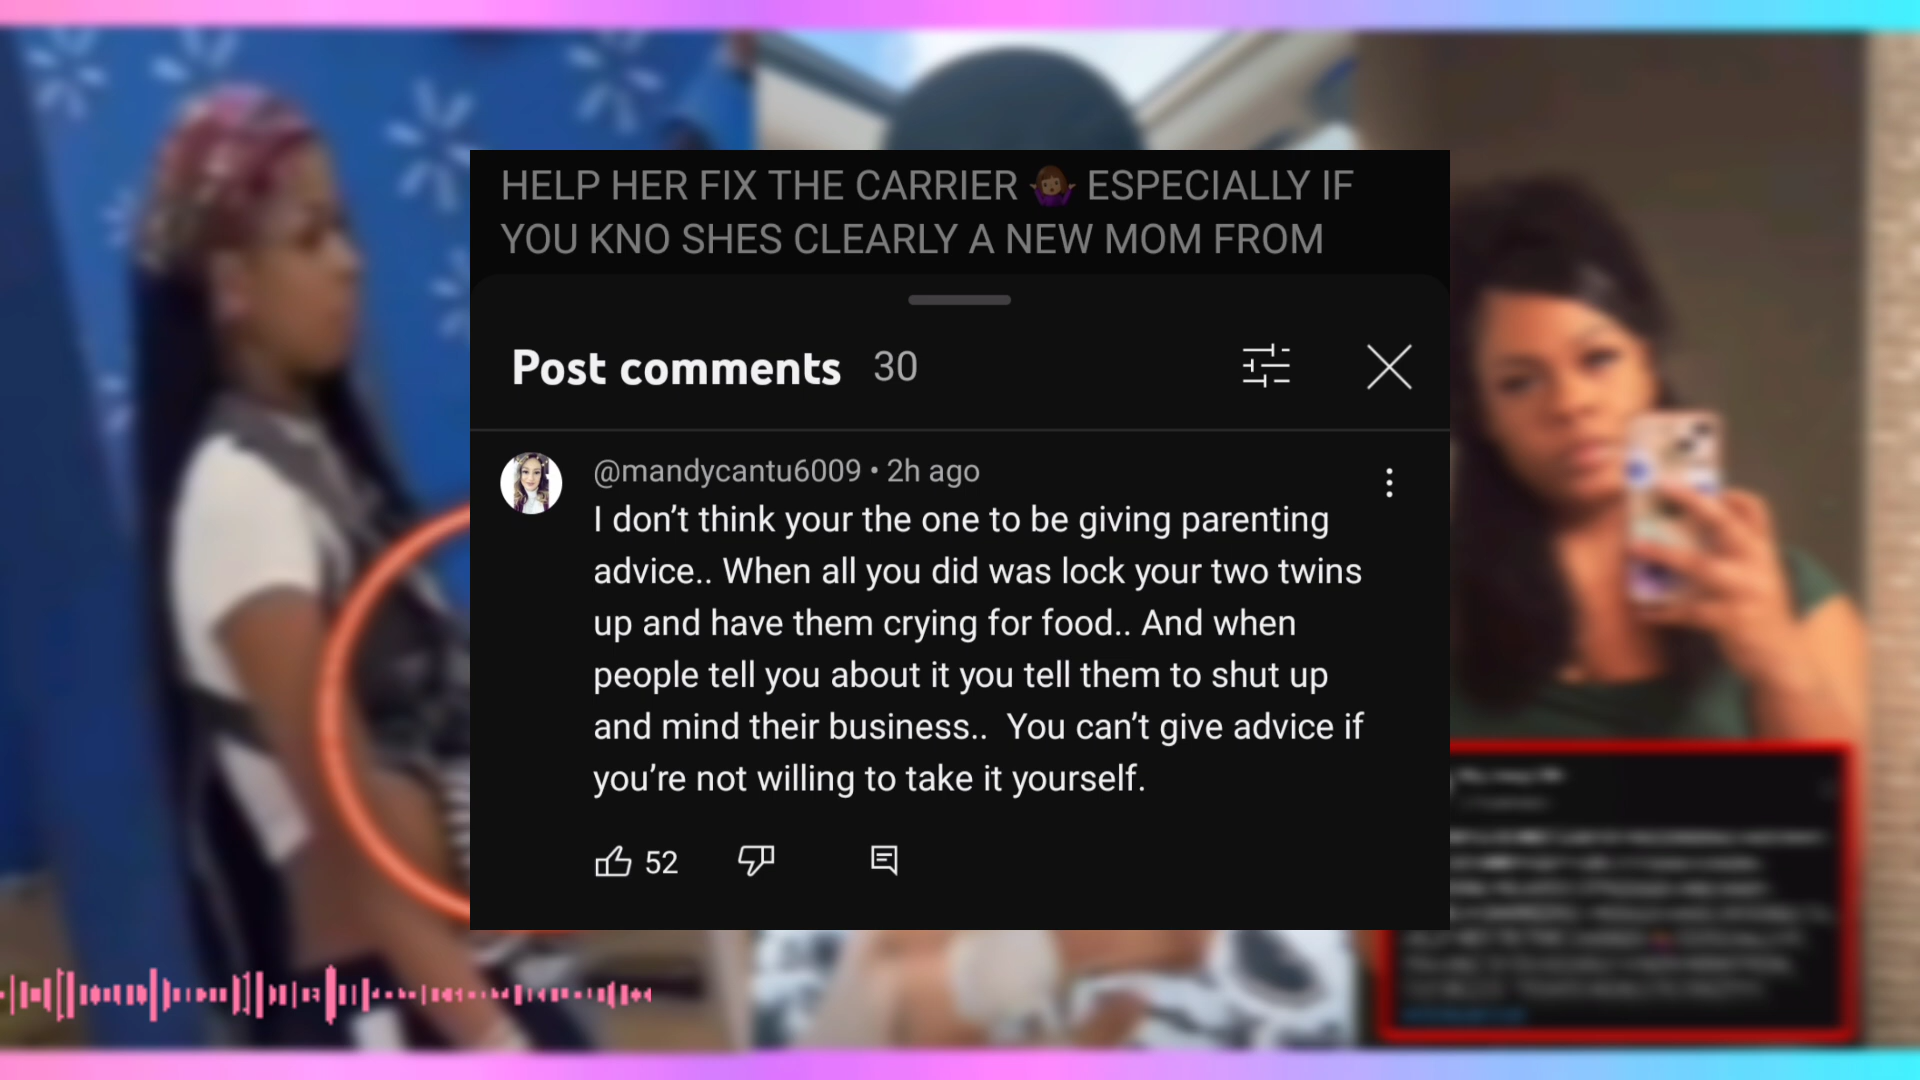 HELP HER FIX THE CARRIER 🤷🏽‍♀️ ESPECIALLY IF
YOU KNO SHES CLEARLY A NEW MOM FROM
Post comments 30
@mandycantu6009 • 2h ago
I don’t think your the one to be giving parenting
advice.. When all you did was lock your two twins
up and have them crying for food.. And when
people tell you about it you tell them to shut up
and mind their business..  You can’t give advice if
you’re not willing to take it yourself.
52